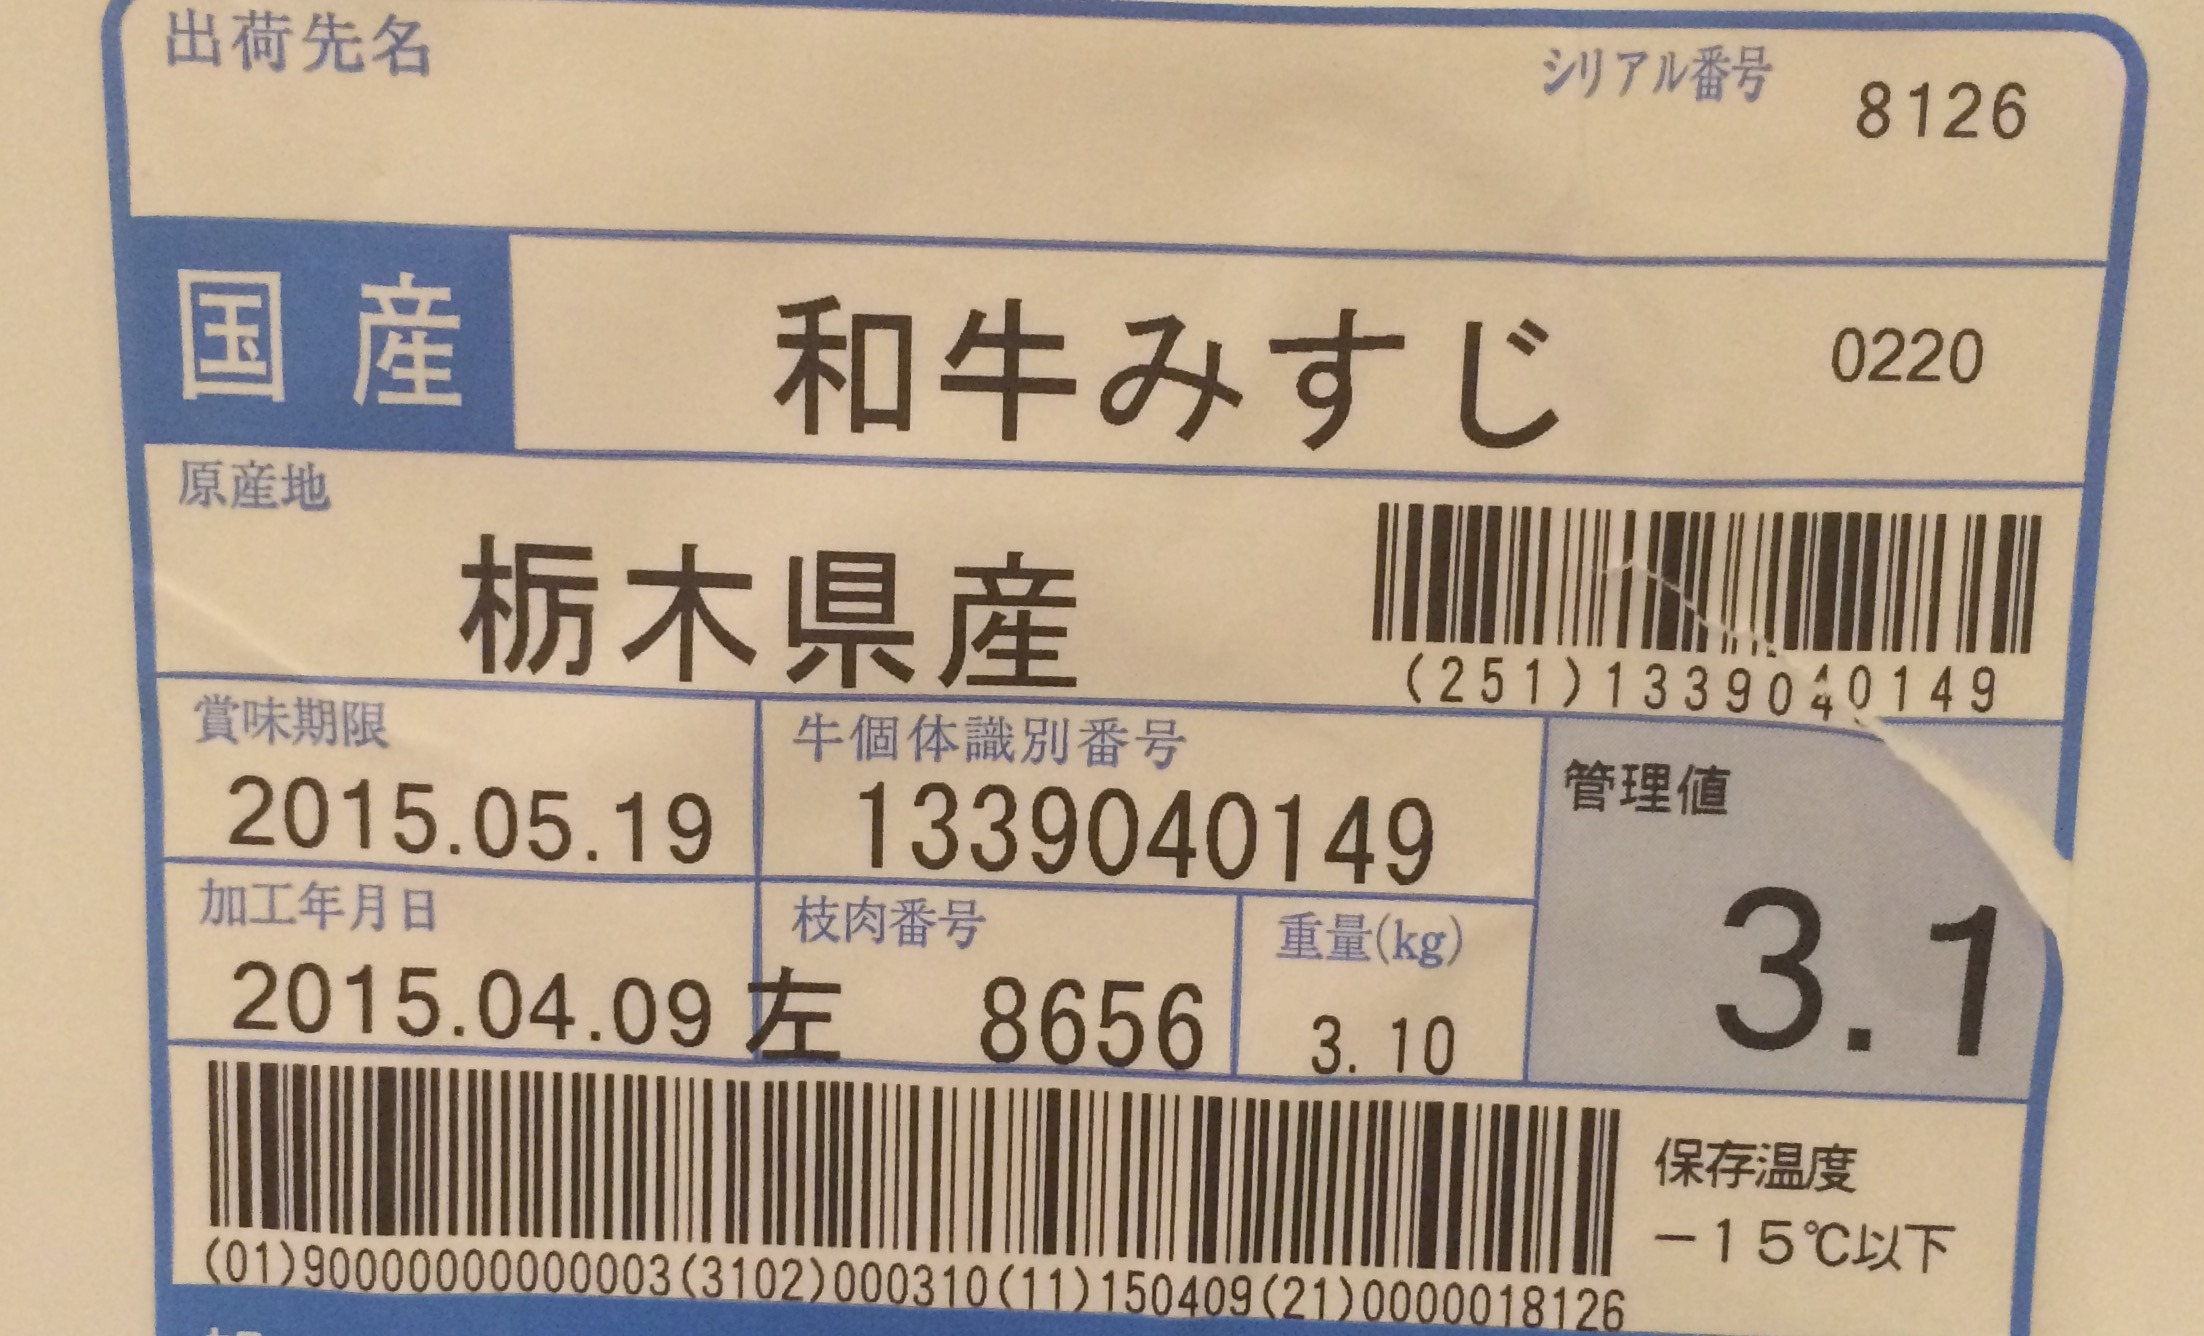 出荷先名
シリアル番号 8126
国産 和牛みすじ 0220
原産地
栃木県産
(251)1339040149
賞味期限 牛個体識別番号 管理値
2015.05.19 1339040149
3.1
加工年月日 枝肉番号 重量(kg)
2015.04.09 左 8656 3.10
保存温度
-15℃以下
(01)90000000000003(3102)000310(11)150409(21)0000018126